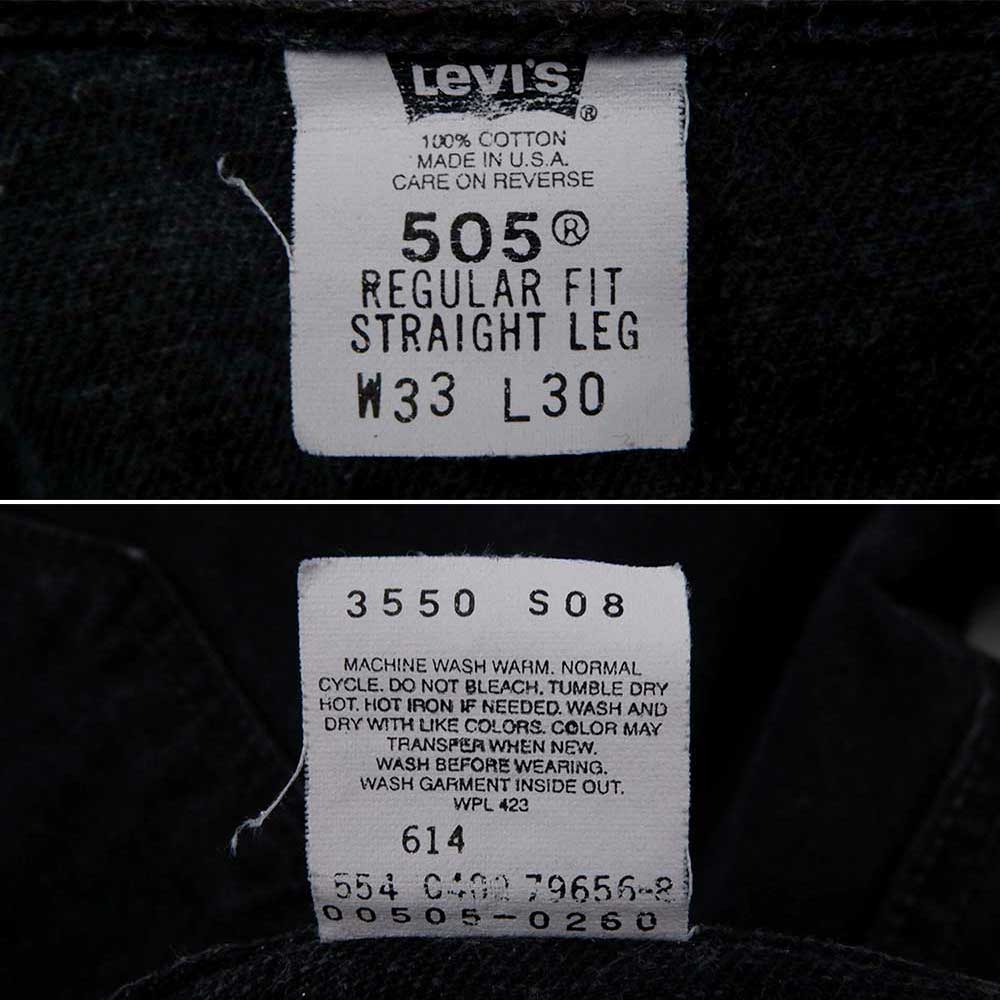 Levi's ®
100% COTTON
MADE IN U.S.A.
CARE ON REVERSE
505®
REGULAR FIT
STRAIGHT LEG
W33 L30
3550 S08
MACHINE WASH WARM. NORMAL
CYCLE. DO NOT BLEACH. TUMBLE DRY
HOT. HOT IRON IF NEEDED. WASH AND
DRY WITH LIKE COLORS. COLOR MAY
TRANSFER WHEN NEW.
WASH BEFORE WEARING.
WASH GARMENT INSIDE OUT.
WPL 423
614
554 79656-8
00505-0260